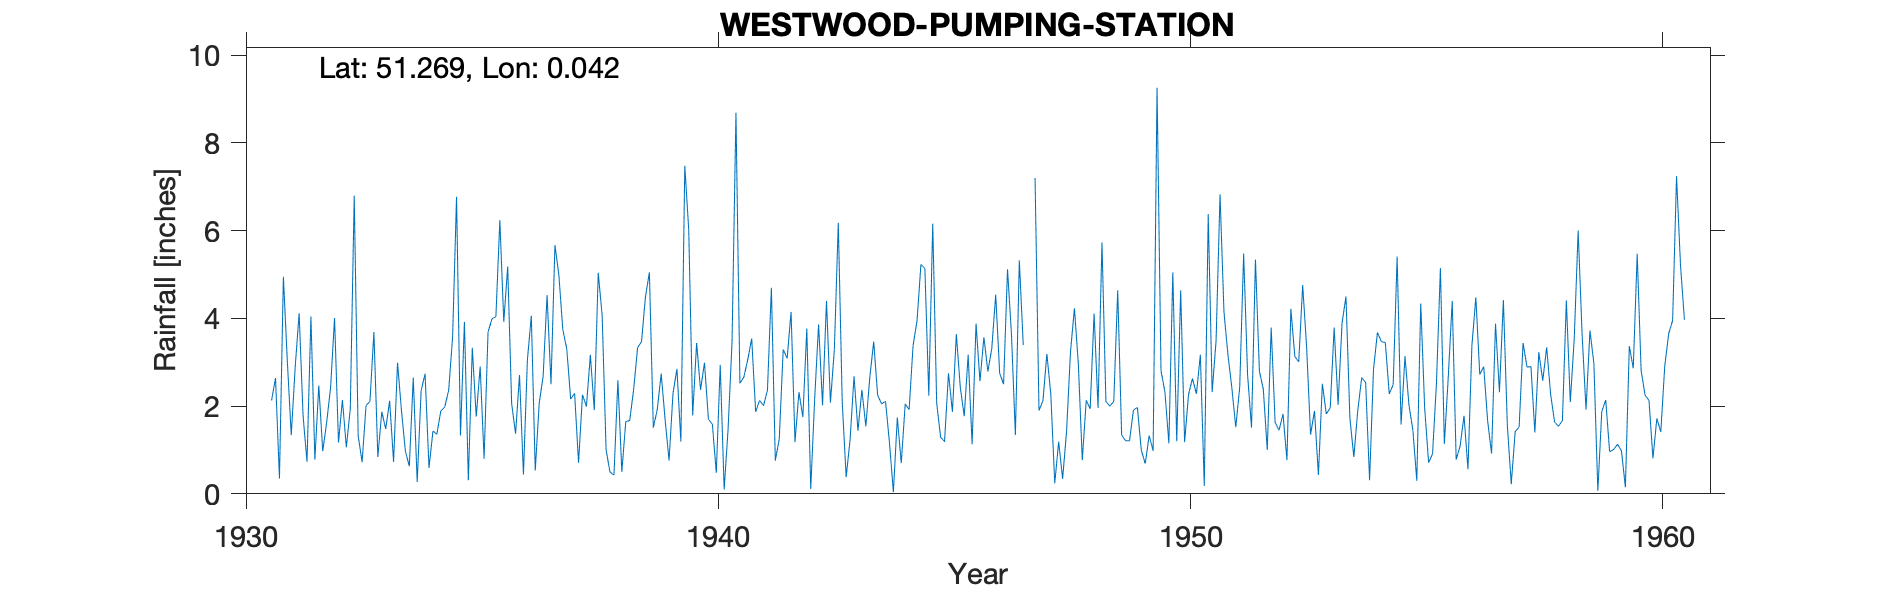 WESTWOOD-PUMPING-STATION
Lat: 51.269, Lon: 0.042
Rainfall [inches]
10
8
6
4
2
0
1930 1940 1950 1960
Year